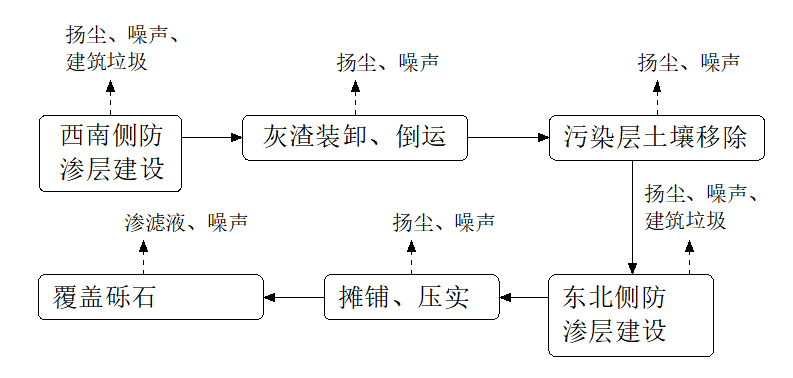 扬尘、噪声、
建筑垃圾
扬尘、噪声
扬尘、噪声
西南侧防
渗层建设
灰渣装卸、倒运
污染层土壤移除
扬尘、噪声、
建筑垃圾
渗滤液、噪声
扬尘、噪声
覆盖砾石
摊铺、压实
东北侧防
渗层建设